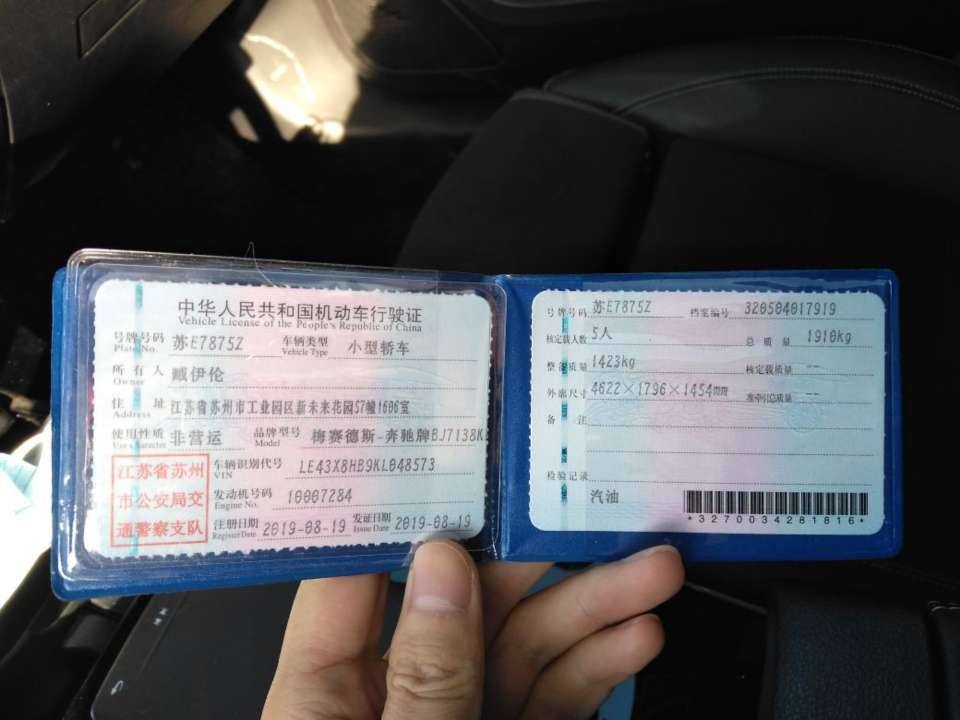 中华人民共和国机动车行驶证
Vehicle License of the People's Republic of China
号牌号码 苏E7875Z 车辆类型 小型轿车
Plate No. Vehicle Type
所有人 臧伊伦
Owner
住址 江苏省苏州市工业园区新未来花园57幢1606室
Address
使用性质 非营运 品牌型号 梅赛德斯-奔驰牌BJ7138K
Use Character Model
江苏省苏州
市公安局交
通警察支队
车辆识别代号 LE43X8HB9KL048573
VIN
发动机号码 10007284
Engine No.
注册日期 2019-08-19 发证日期 2019-08-19
Register Date Issue Date
号牌号码 苏E7875Z 档案编号 320504017919
核定载人数 5人 总质量 1910kg
整备质量 1423kg 核定载质量 --
外廓尺寸 4622×1796×1454mm 准牵引总质量 --
备注
检验记录
汽油
*3270034281816*